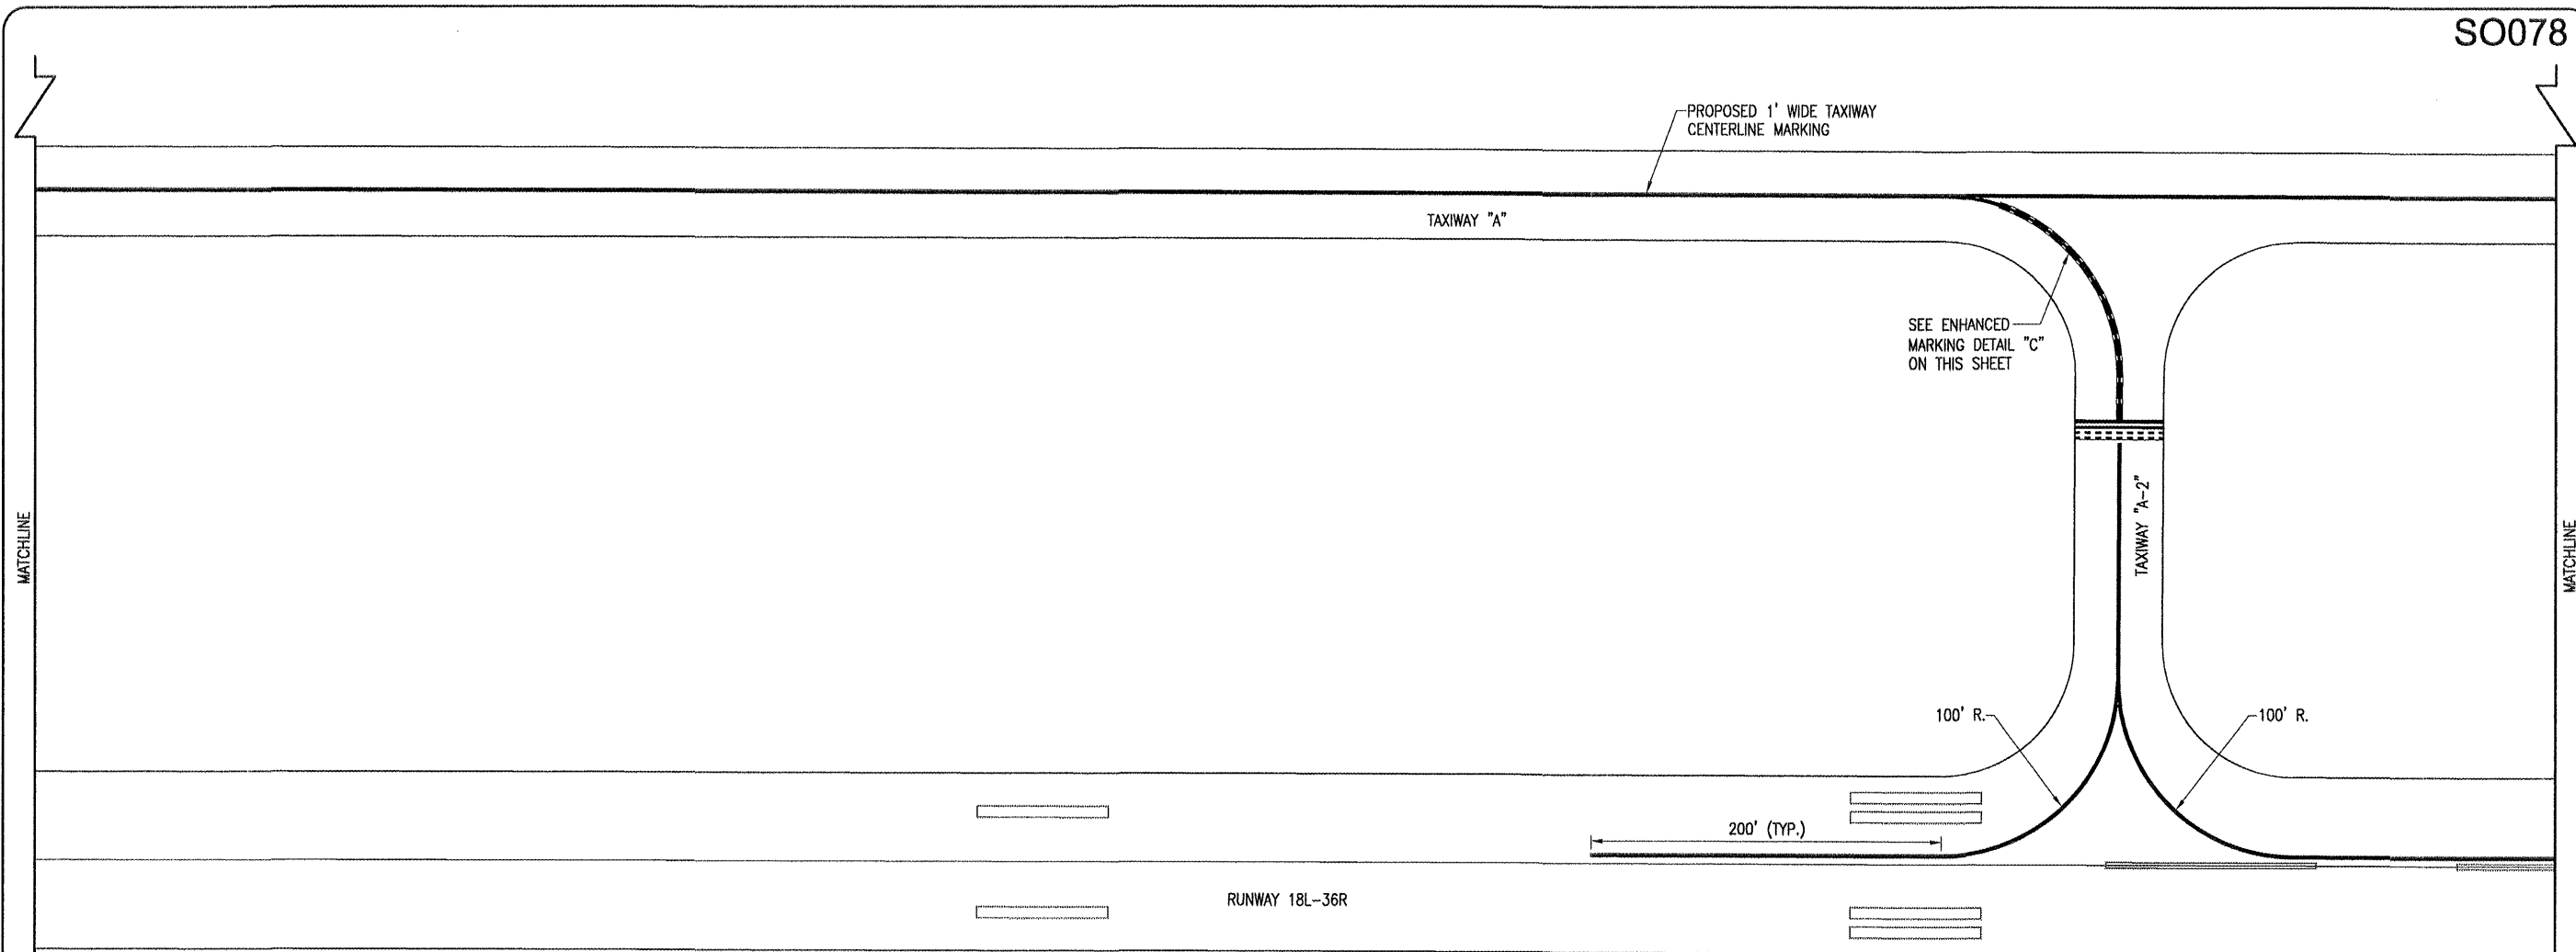 SO078
PROPOSED 1' WIDE TAXIWAY
CENTERLINE MARKING
TAXIWAY "A"
SEE ENHANCED
MARKING DETAIL "C"
ON THIS SHEET
MATCHLINE
TAXIWAY "A-2"
MATCHLINE
100' R.
100' R.
200' (TYP.)
RUNWAY 18L-36R